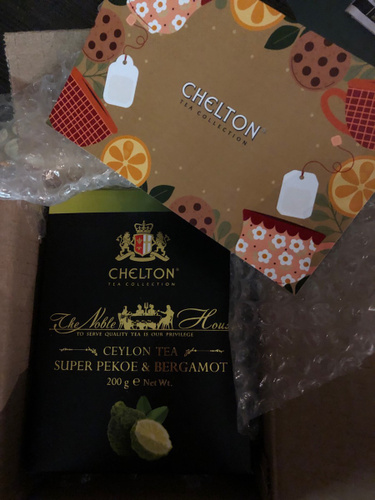 CHELTON®
TEA COLLECTION
CHELTON®
TEA COLLECTION
The Noble
TO SERVE QUALITY TEA IS OUR PRIVILEGE
CEYLON TEA
SUPER PEKOE & BERGAMOT
200 g e NET WT.